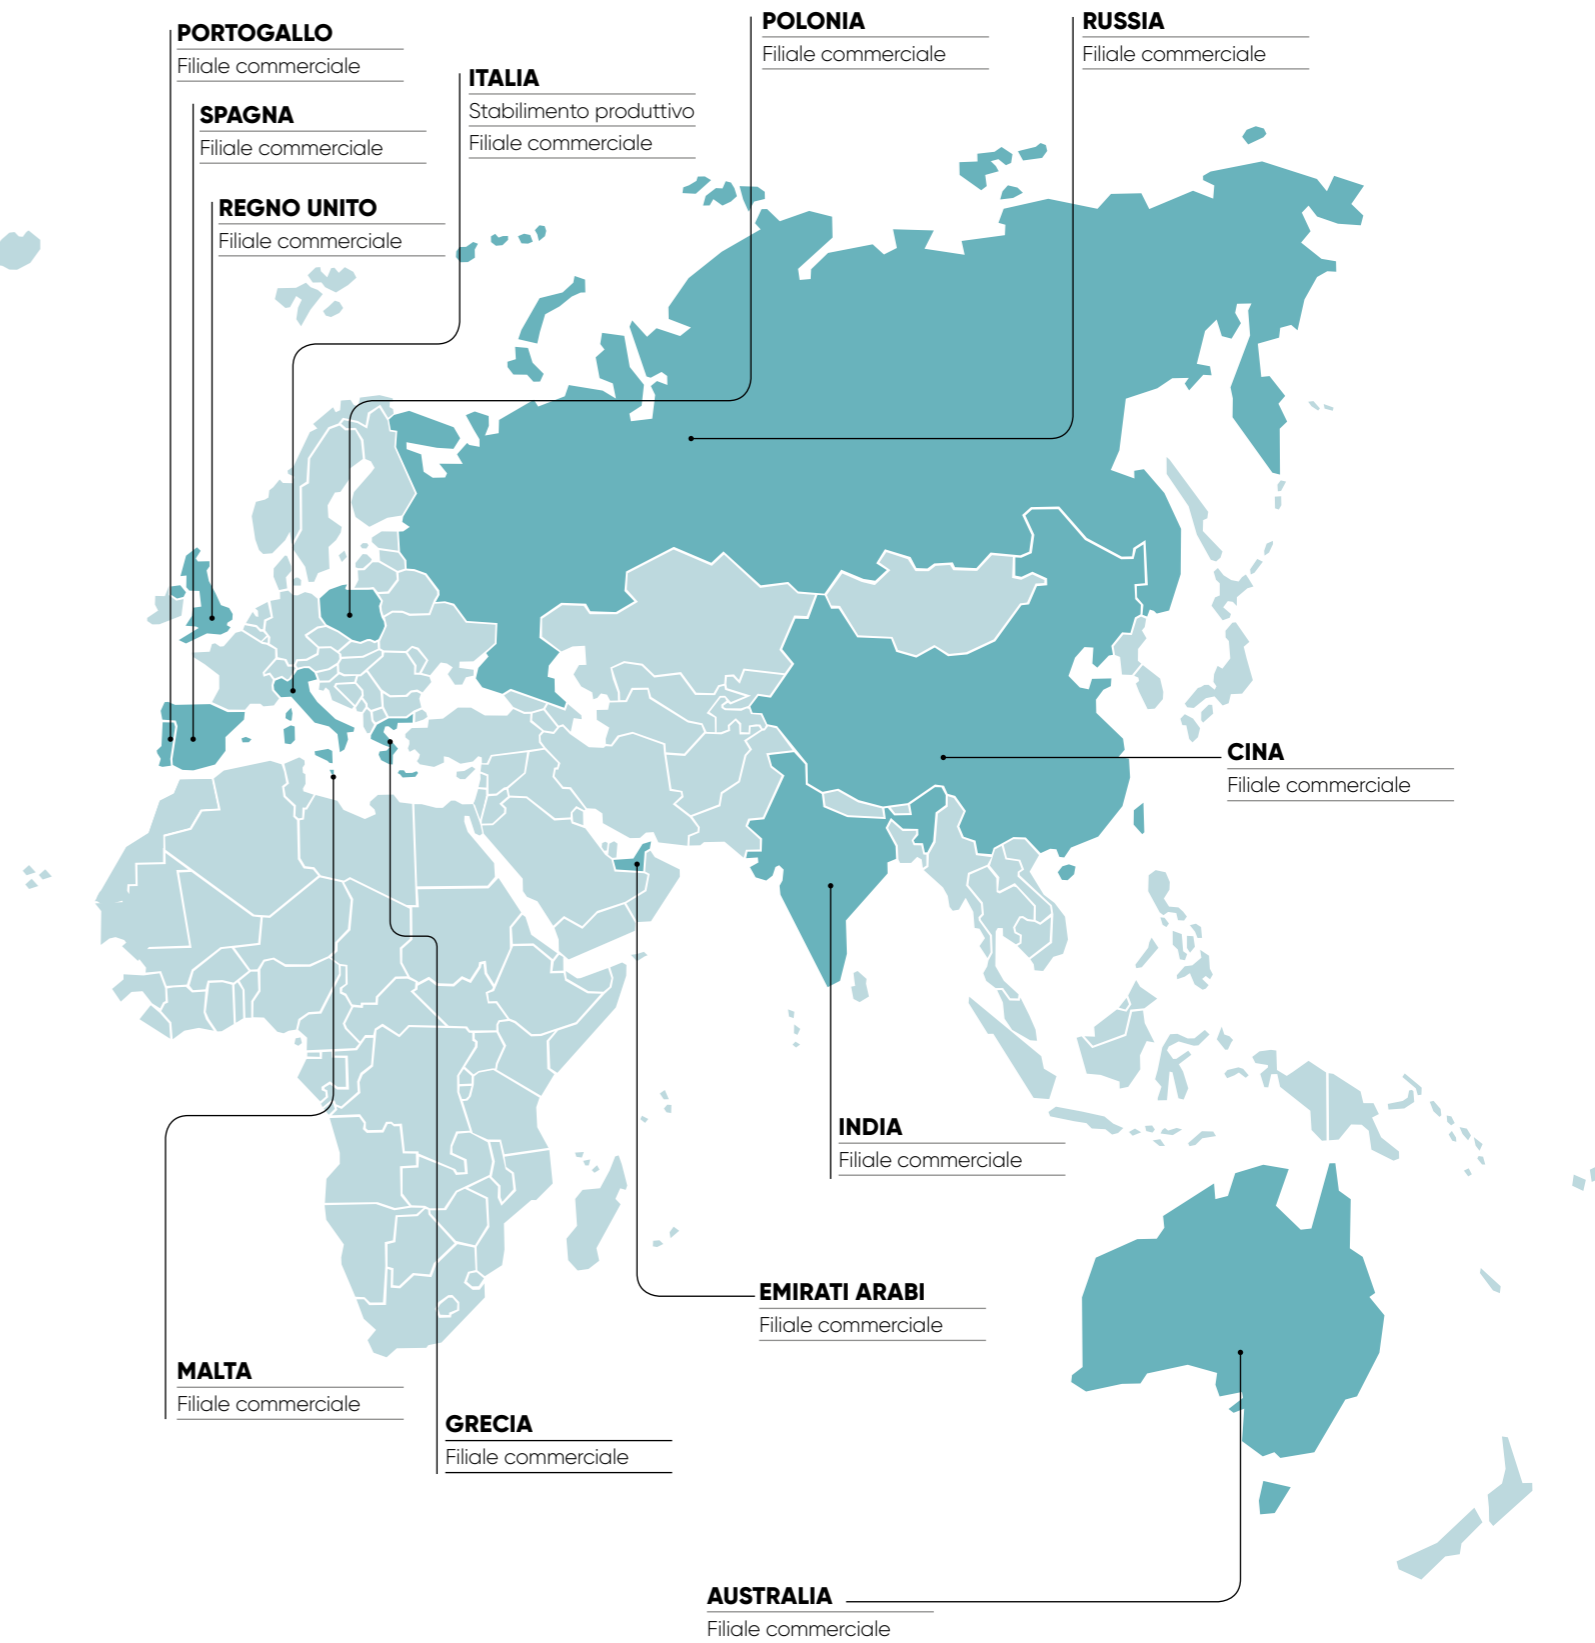 PORTOGALLO
Filiale commerciale
SPAGNA
Filiale commerciale
REGNO UNITO
Filiale commerciale
ITALIA
Stabilimento produttivo
Filiale commerciale
POLONIA
Filiale commerciale
RUSSIA
Filiale commerciale
CINA
Filiale commerciale
INDIA
Filiale commerciale
EMIRATI ARABI
Filiale commerciale
MALTA
Filiale commerciale
GRECIA
Filiale commerciale
AUSTRALIA
Filiale commerciale